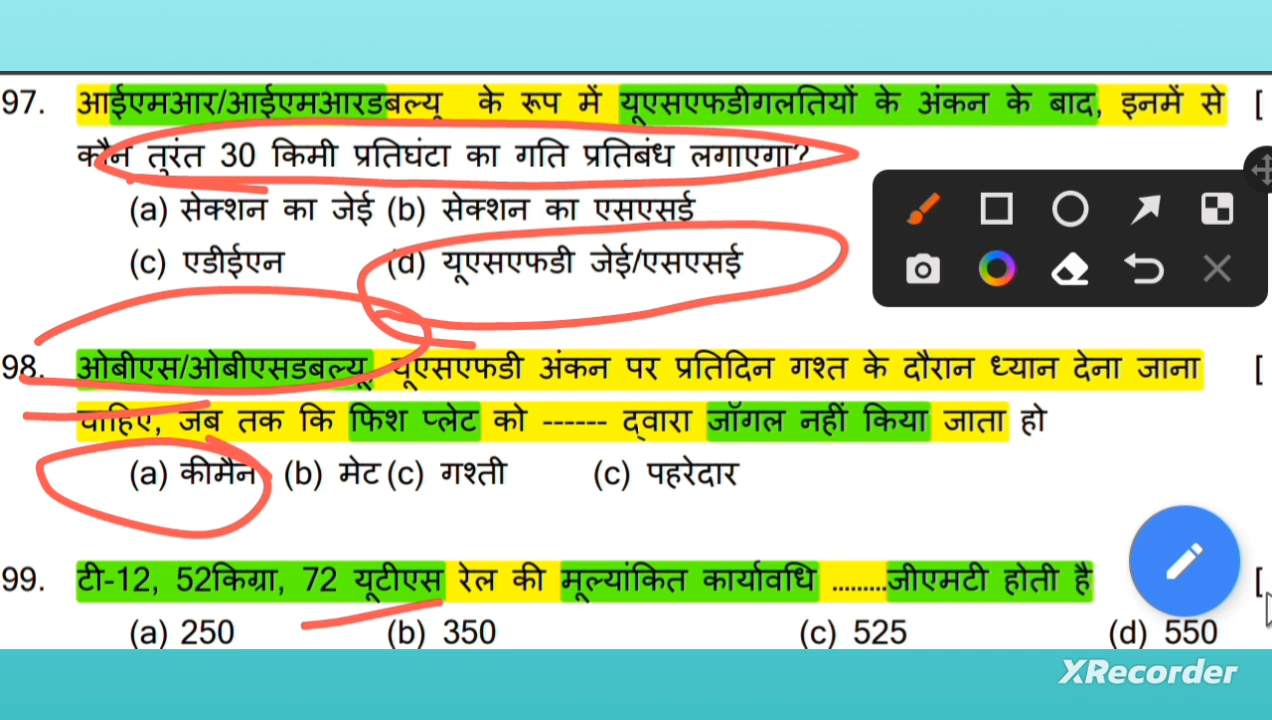 97. आईएमआर/आईएमआरडबल्यू के रूप में यूएसएफडीगलतियों के अंकन के बाद, इनमें से [
कौन तुरंत 30 किमी प्रतिघंटा का गति प्रतिबंध लगाएगा?
(a) सेक्शन का जेई (b) सेक्शन का एसएसई
(c) एडीईएन (d) यूएसएफडी जेई/एसएसई
98. ओबीएस/ओबीएसडबल्यू यूएसएफडी अंकन पर प्रतिदिन गश्त के दौरान ध्यान देना जाना [
चाहिए, जब तक कि फिश प्लेट को ------ द्वारा जॉगल नहीं किया जाता हो
(a) कीमैन (b) मेट (c) गश्ती (c) पहरेदार
99. टी-12, 52किग्रा, 72 यूटीएस रेल की मूल्यांकित कार्यावधि .........जीएमटी होती है [
(a) 250 (b) 350 (c) 525 (d) 550
XRecorder